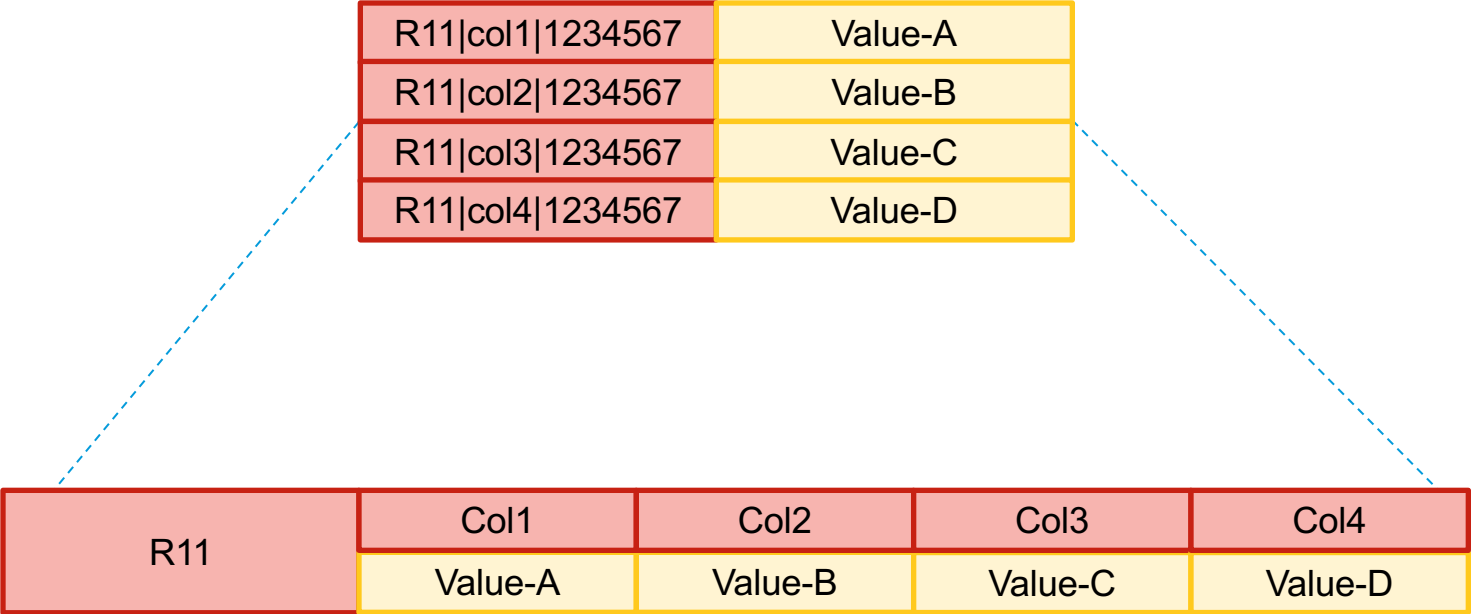 R11|col1|1234567 Value-A
R11|col2|1234567 Value-B
R11|col3|1234567 Value-C
R11|col4|1234567 Value-D
R11 Col1 Col2 Col3 Col4
Value-A Value-B Value-C Value-D